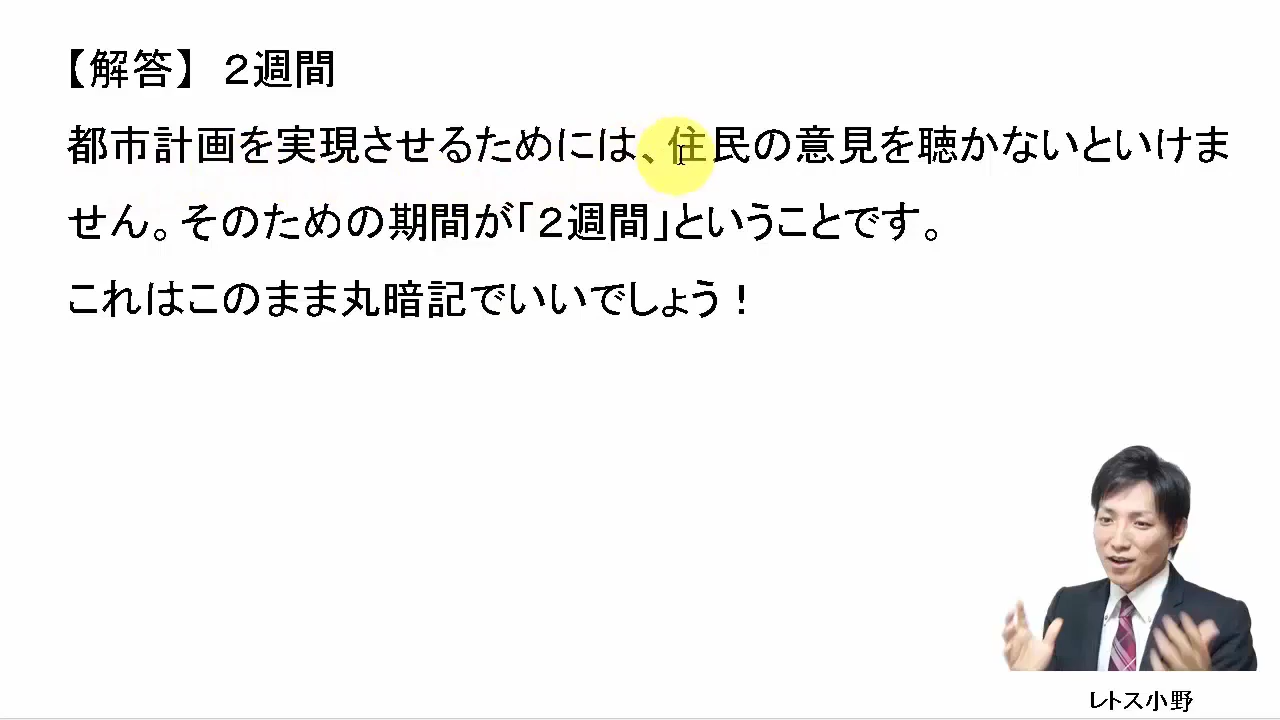 【解答】 ２週間
都市計画を実現させるためには、住民の意見を聴かないといけま
せん。そのための期間が「２週間」ということです。
これはこのまま丸暗記でいいでしょう！
レトス小野